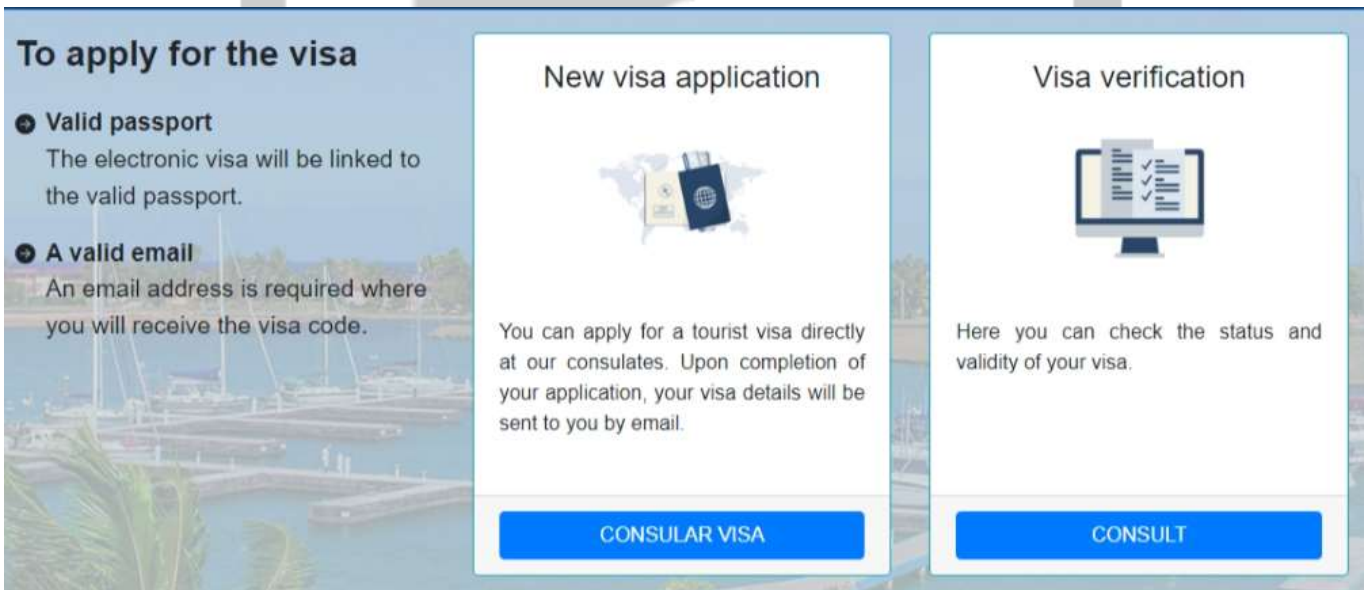 To apply for the visa
Valid passport
The electronic visa will be linked to
the valid passport.
A valid email
An email address is required where
you will receive the visa code.
New visa application
You can apply for a tourist visa directly
at our consulates. Upon completion of
your application, your visa details will be
sent to you by email.
CONSULAR VISA
Visa verification
Here you can check the status and
validity of your visa.
CONSULT